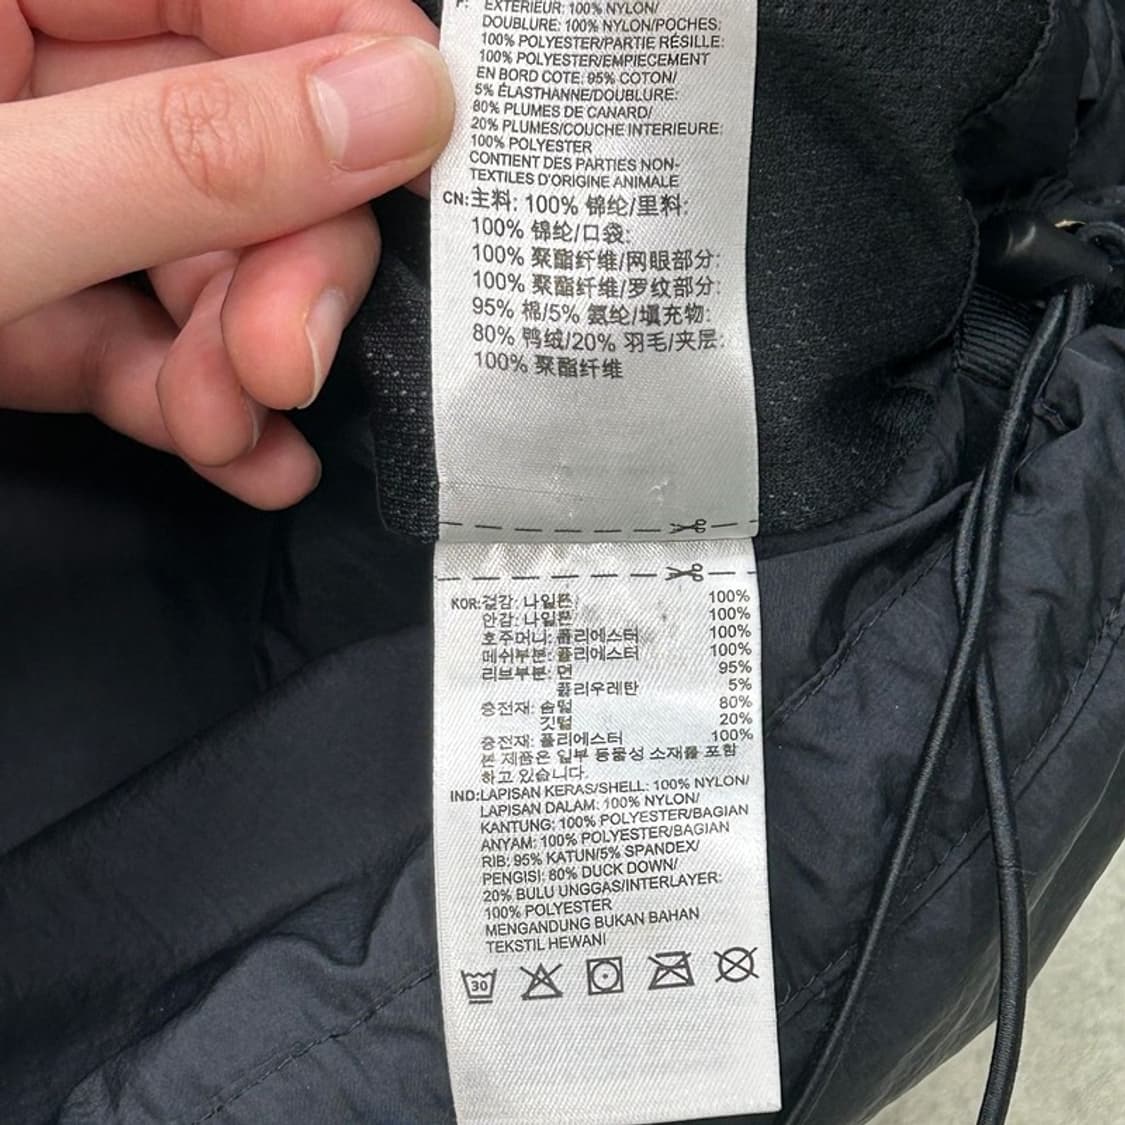 F: EXTÉRIEUR: 100% NYLON/
DOUBLURE: 100% NYLON/POCHES:
100% POLYESTER/PARTIE RÉSILLE:
100% POLYESTER/EMPIECEMENT
EN BORD COTE: 95% COTON/
5% ÉLASTHANNE/DOUBLURE:
80% PLUMES DE CANARD/
20% PLUMES/COUCHE INTERIEURE:
100% POLYESTER
CONTIENT DES PARTIES NON-
TEXTILES D'ORIGINE ANIMALE
CN:主料: 100% 锦纶/里料:
100% 锦纶/口袋:
100% 聚酯纤维/网眼部分:
100% 聚酯纤维/罗纹部分:
95% 棉/5% 氨纶/填充物:
80% 鸭绒/20% 羽毛/夹层:
100% 聚酯纤维
KOR:겉감: 나일론 100%
안감: 나일론 100%
호주머니: 폴리에스터 100%
메쉬부분: 폴리에스터 100%
리브부분: 면 95%
폴리우레탄 5%
충전재: 솜털 80%
깃털 20%
충전재: 폴리에스터 100%
본 제품은 일부 동물성 소재를 포함
하고 있습니다.
IND:LAPISAN KERAS/SHELL: 100% NYLON/
LAPISAN DALAM: 100% NYLON/
KANTUNG: 100% POLYESTER/BAGIAN
ANYAM: 100% POLYESTER/BAGIAN
RIB: 95% KATUN/5% SPANDEX/
PENGISI: 80% DUCK DOWN/
20% BULU UNGGAS/INTERLAYER:
100% POLYESTER
MENGANDUNG BUKAN BAHAN
TEKSTIL HEWANI
30